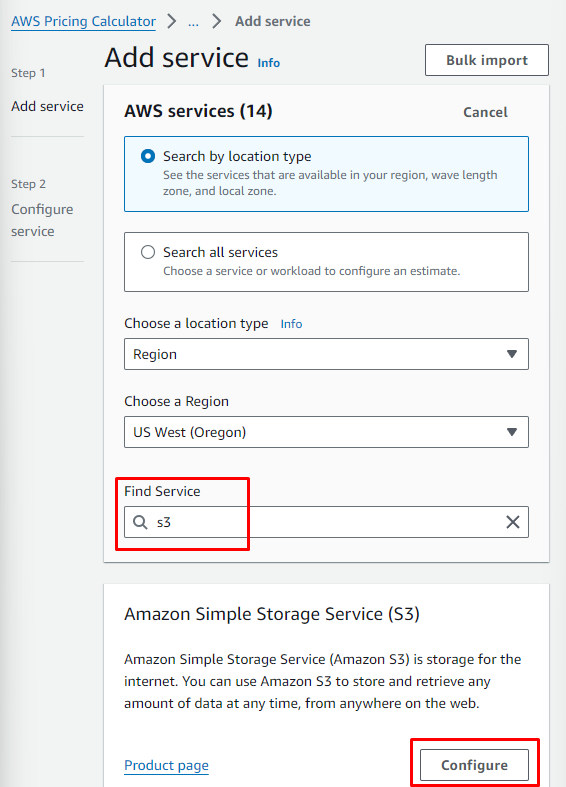 AWS Pricing Calculator > ... > Add service
Step 1
Add service
Step 2
Configure
service
Add service Info
Bulk import
AWS services (14)
Cancel
Search by location type
See the services that are available in your region, wave length
zone, and local zone.
Search all services
Choose a service or workload to configure an estimate.
Choose a location type Info
Region
Choose a Region
US West (Oregon)
Find Service
s3
Amazon Simple Storage Service (S3)
Amazon Simple Storage Service (Amazon S3) is storage for the
internet. You can use Amazon S3 to store and retrieve any
amount of data at any time, from anywhere on the web.
Product page
Configure